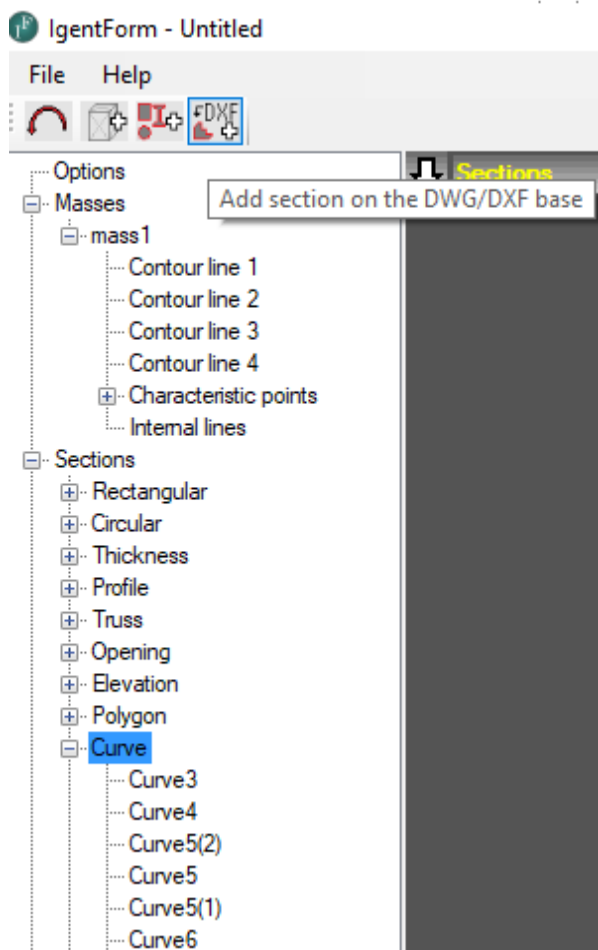 IgentForm - Untitled
File Help
DXF
Options
Sections
Masses
Add section on the DWG/DXF base
mass1
Contour line 1
Contour line 2
Contour line 3
Contour line 4
Characteristic points
Internal lines
Sections
Rectangular
Circular
Thickness
Profile
Truss
Opening
Elevation
Polygon
Curve
Curve3
Curve4
Curve5(2)
Curve5
Curve5(1)
Curve6